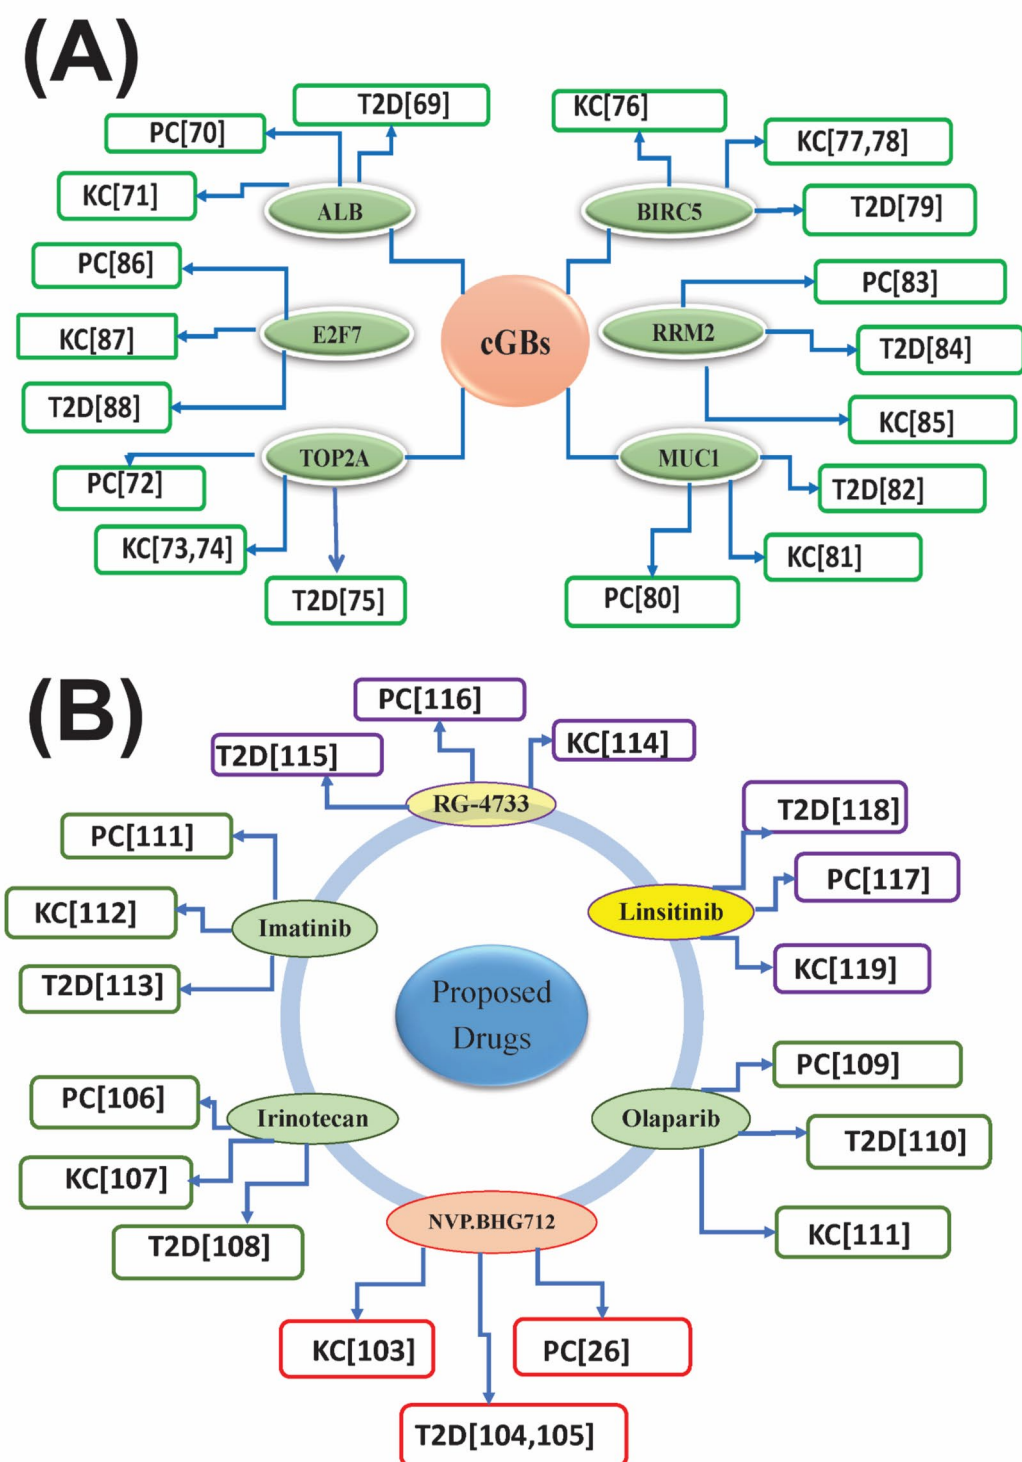 (A)
T2D[69]
PC[70]
KC[71]
ALB
KC[76]
KC[77,78]
T2D[79]
BIRC5
PC[86]
KC[87]
T2D[88]
E2F7
cGBs
PC[83]
T2D[84]
KC[85]
RRM2
TOP2A
PC[72]
KC[73,74]
T2D[75]
MUC1
T2D[82]
KC[81]
PC[80]
(B)
PC[116]
T2D[115]
KC[114]
RG-4733
PC[111]
KC[112]
T2D[113]
Imatinib
T2D[118]
PC[117]
KC[119]
Linsitinib
Proposed
Drugs
PC[106]
KC[107]
T2D[108]
Irinotecan
PC[109]
T2D[110]
KC[111]
Olaparib
NVP.BHG712
KC[103]
PC[26]
T2D[104,105]